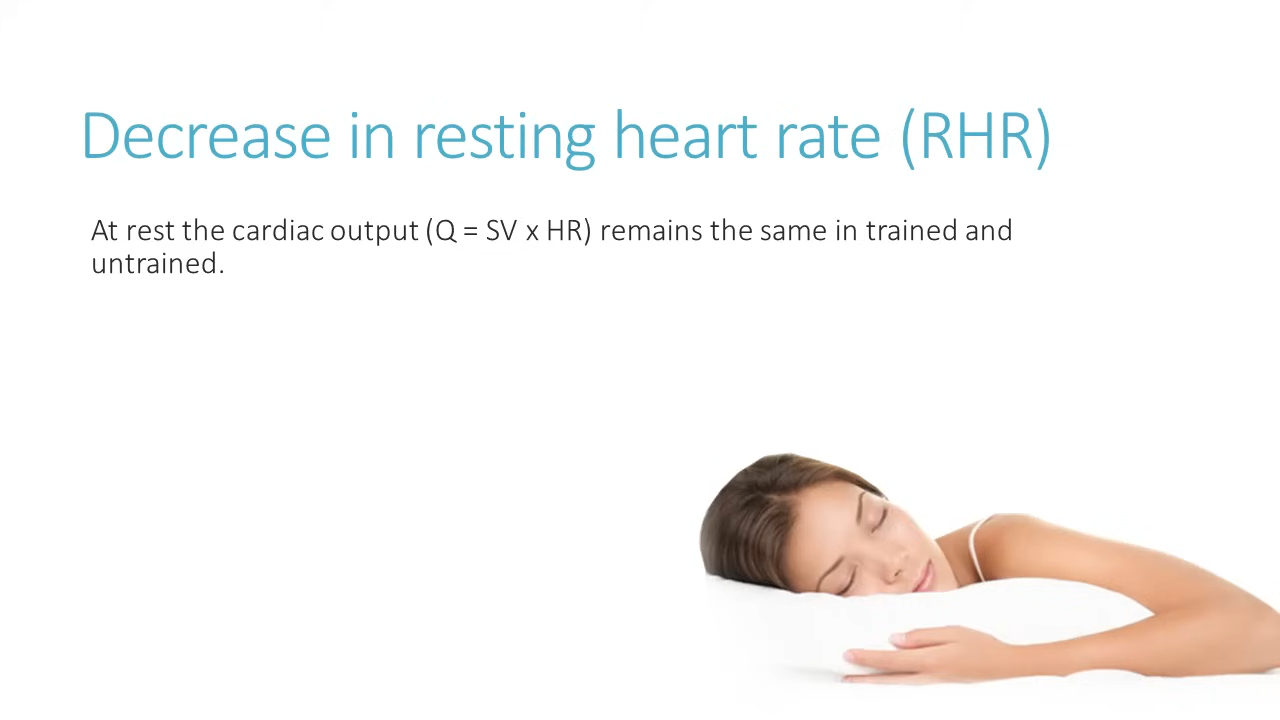 Decrease in resting heart rate (RHR)
At rest the cardiac output (Q = SV x HR) remains the same in trained and
untrained.